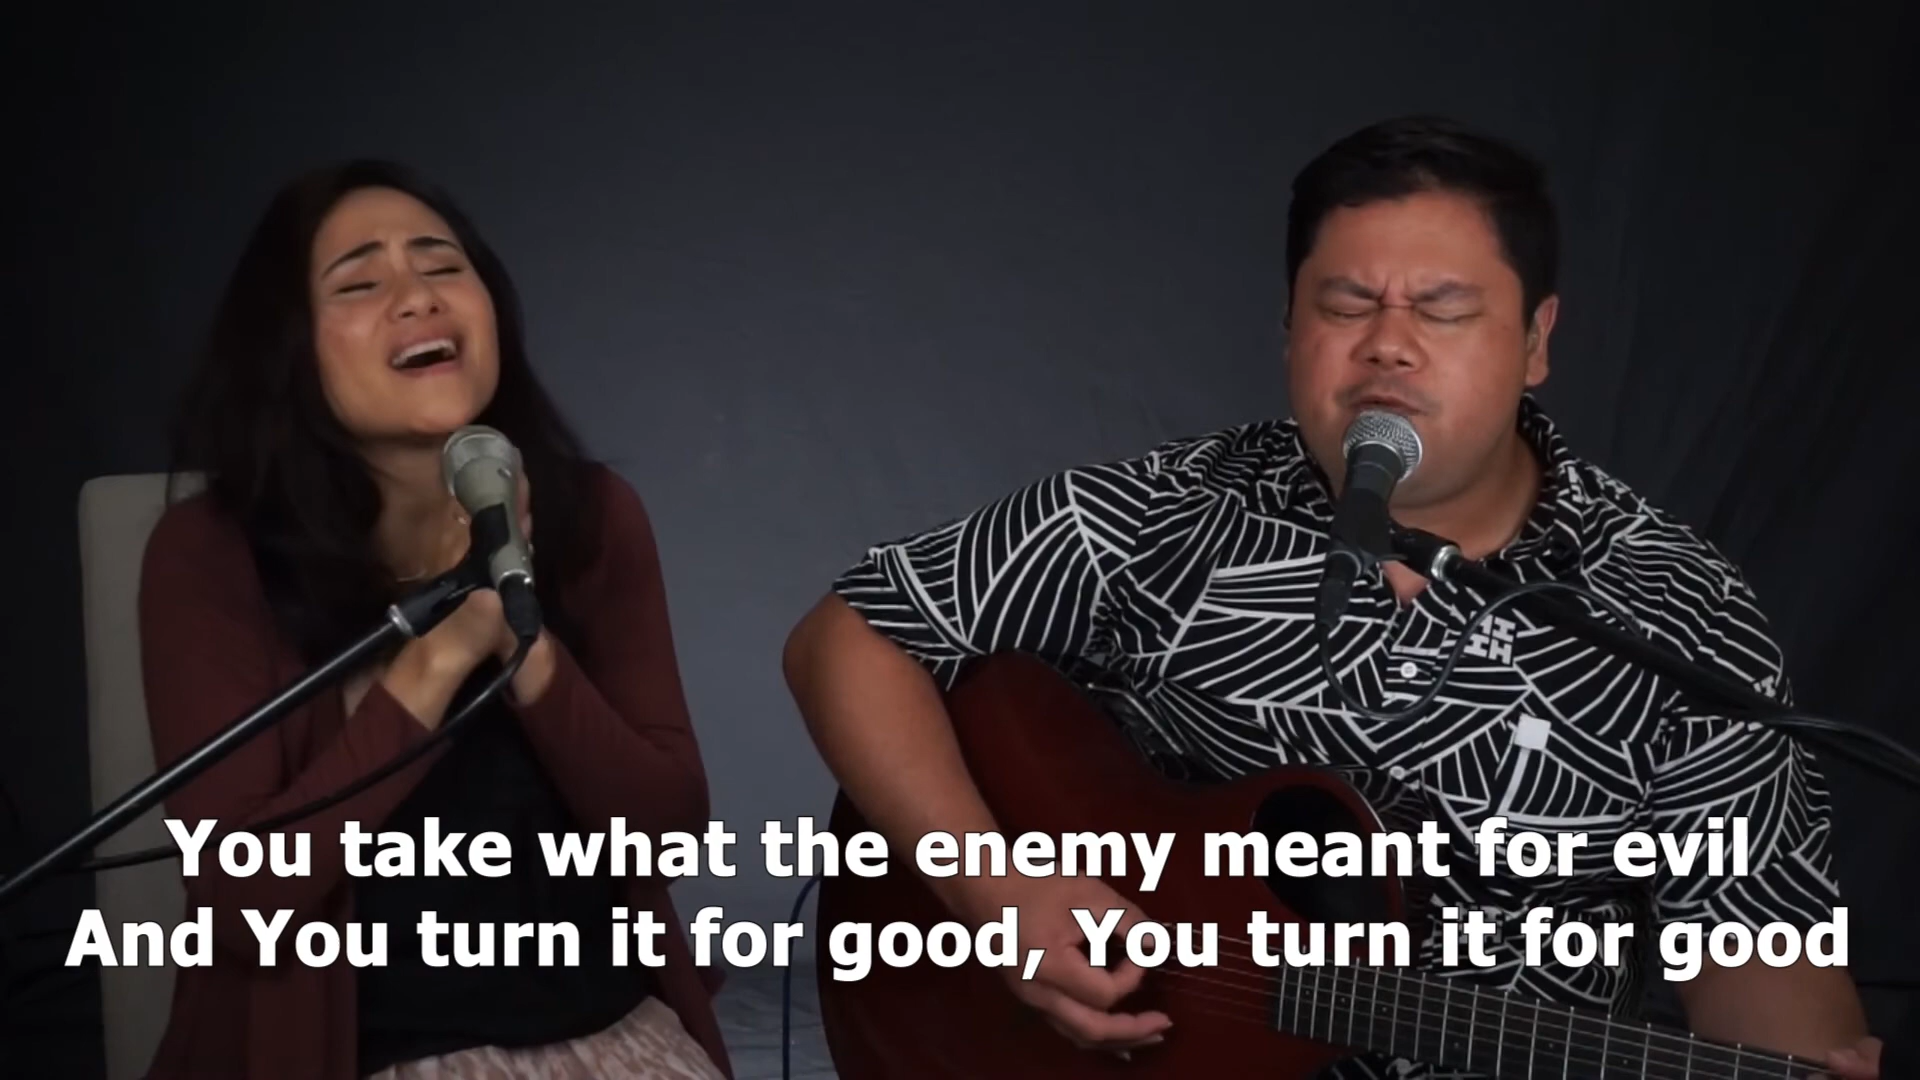 You take what the enemy meant for evil
And You turn it for good, You turn it for good